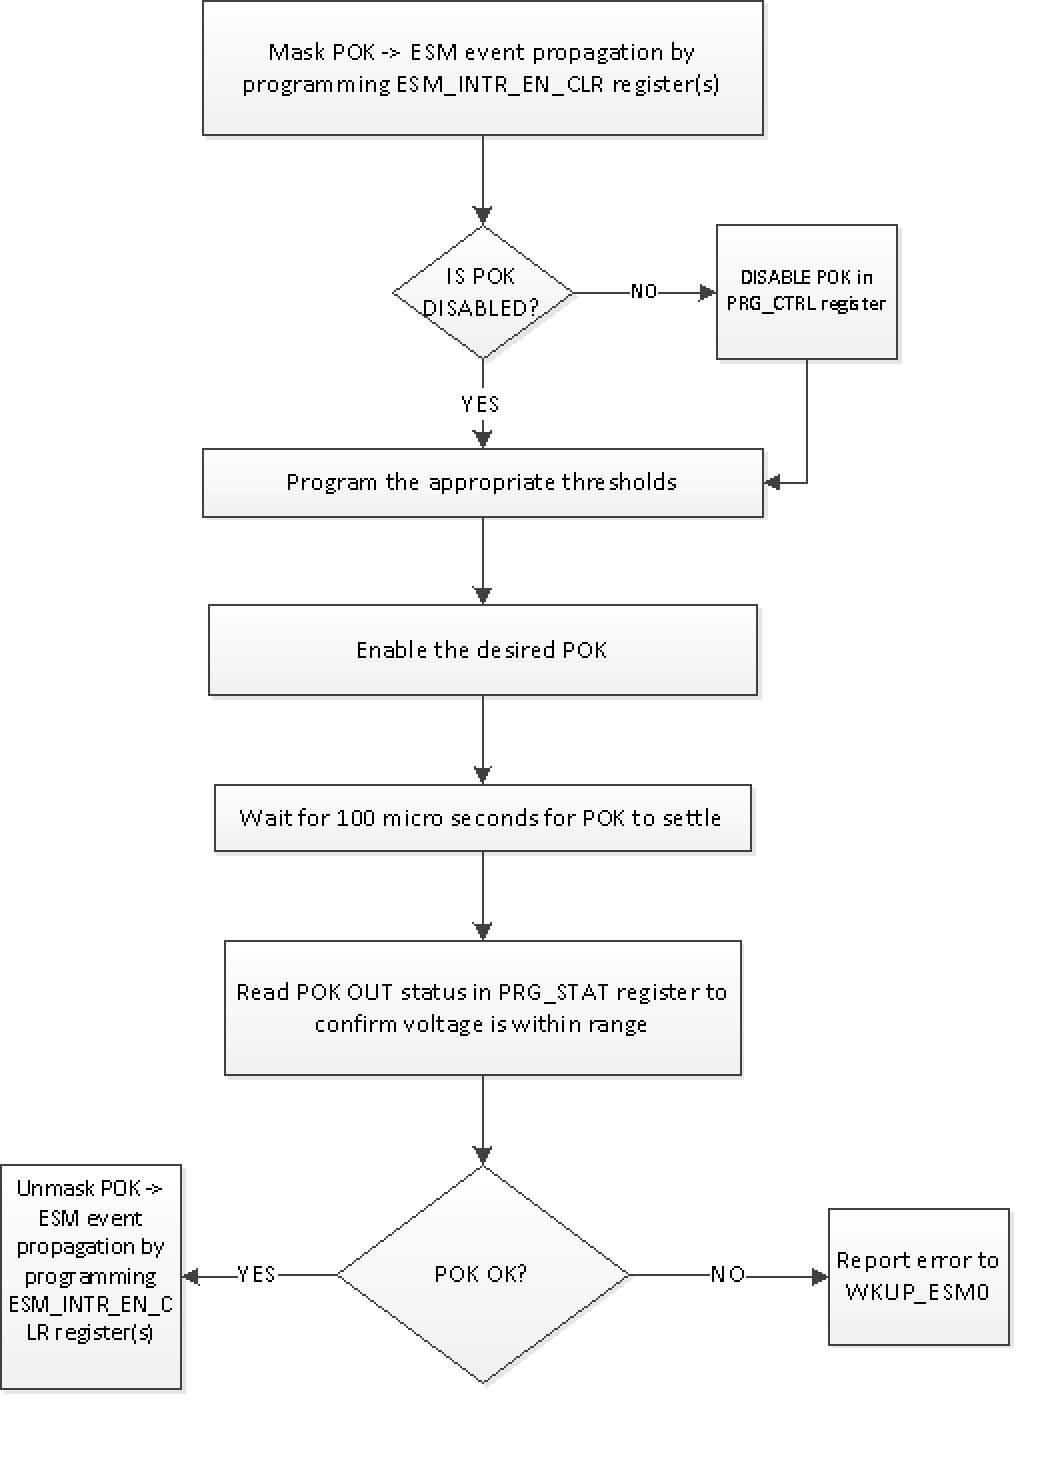 Mask POK -> ESM event propagation by
programming ESM_INTR_EN_CLR register(s)
IS POK
DISABLED?
NO
DISABLE POK in
PRG_CTRL register
YES
Program the appropriate thresholds
Enable the desired POK
Wait for 100 micro seconds for POK to settle
Read POK OUT status in PRG_STAT register to
confirm voltage is within range
Unmask POK ->
ESM event
propagation by
programming
ESM_INTR_EN_C
LR register(s)
YES
POK OK?
NO
Report error to
WKUP_ESM0